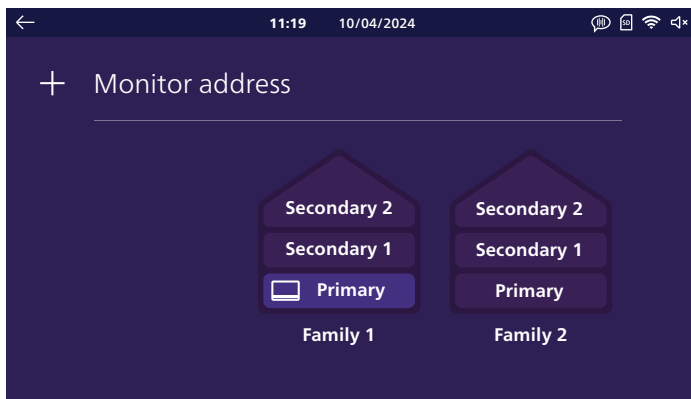 11:19 10/04/2024
SD
Monitor address
Secondary 2
Secondary 1
Primary
Family 1
Secondary 2
Secondary 1
Primary
Family 2